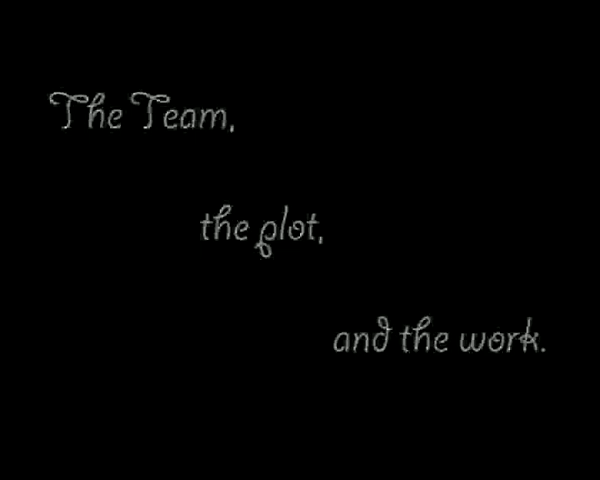 The Team,
the plot,
and the work.